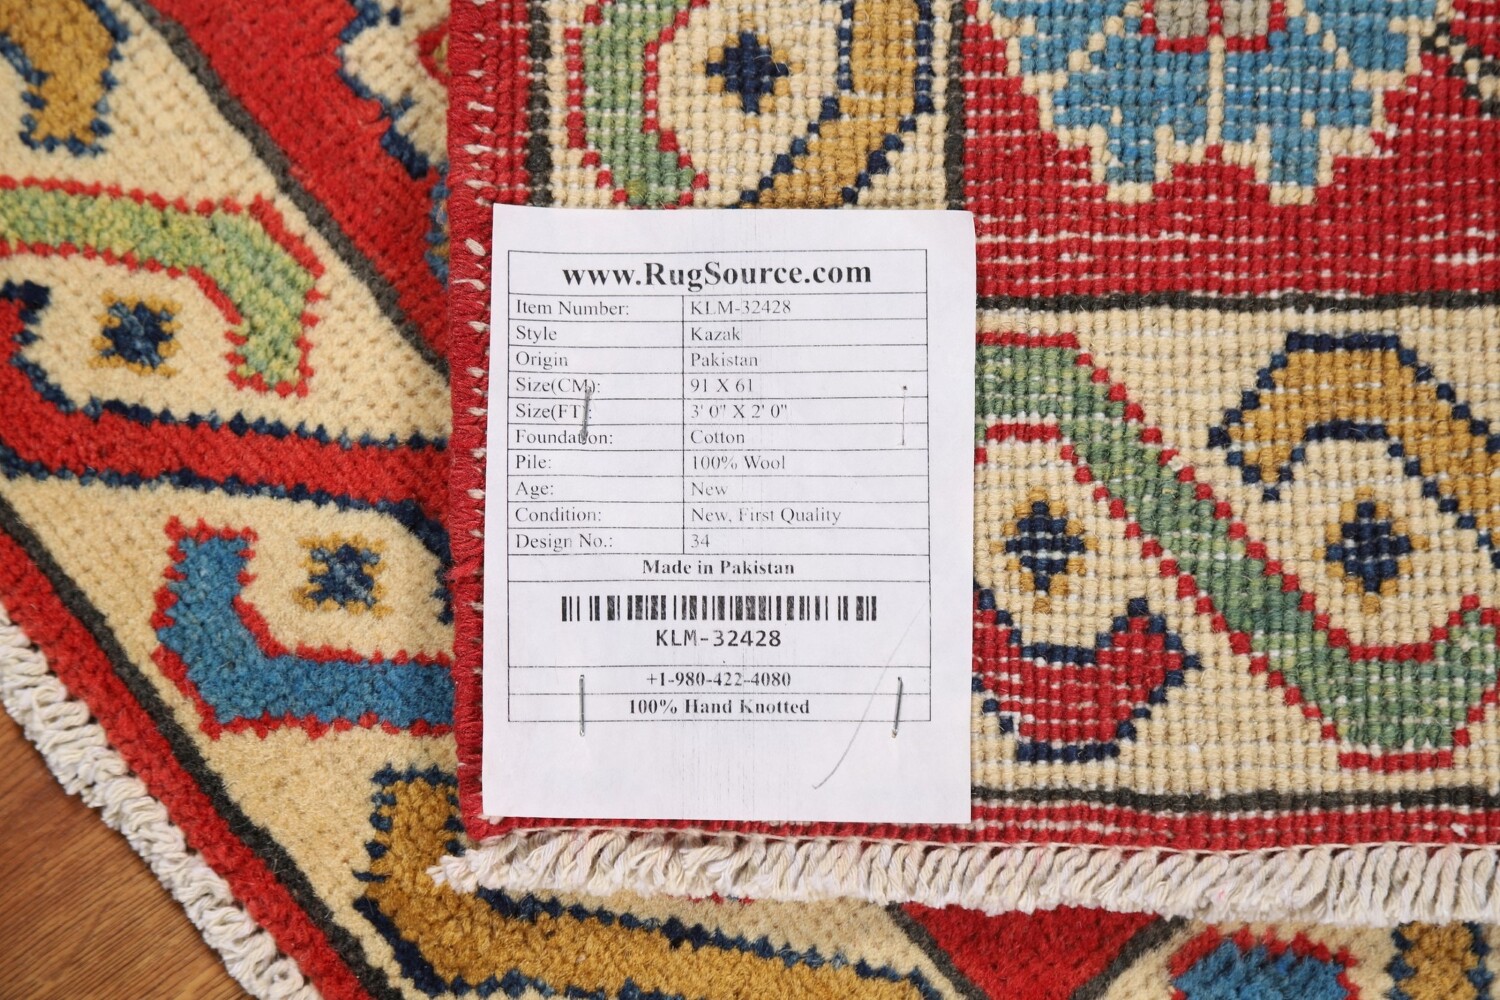 www.RugSource.com
Item Number: KLM-32428
Style Kazak
Origin Pakistan
Size(CM): 91 X 61
Size(FT): 3' 0" X 2' 0"
Foundation: Cotton
Pile: 100% Wool
Age: New
Condition: New, First Quality
Design No.: 34
Made in Pakistan
KLM-32428
+1-980-422-4080
100% Hand Knotted